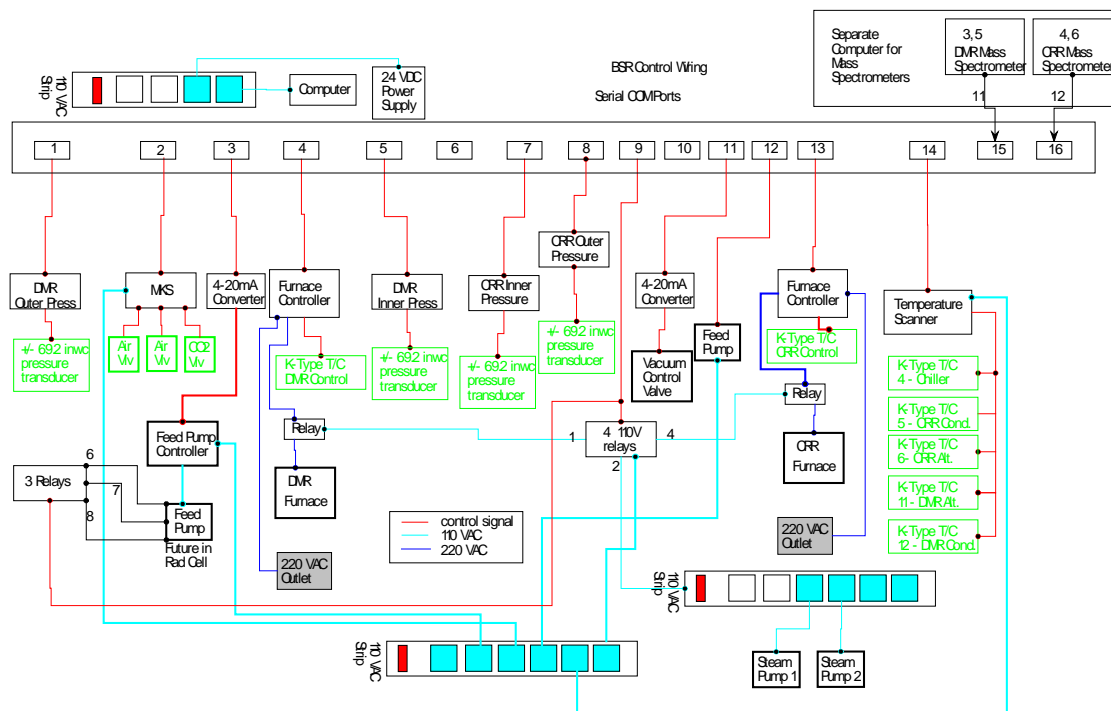 Separate
Computer for
Mass
Spectrometers
3, 5
DMR Mass
Spectrometer
4, 6
CRR Mass
Spectrometer
11
12
110 VAC
Strip
Computer
24 VDC
Power
Supply
BSR Control Wiring
Serial COM Ports
1
2
3
4
5
6
7
8
9
10
11
12
13
14
15
16
DMR
Outer Press
MKS
4-20mA
Converter
Furnace
Controller
DMR
Inner Press
CRR Inner
Pressure
CRR Outer
Pressure
4-20mA
Converter
Feed
Pump
Furnace
Controller
Temperature
Scanner
+/- 692 inwc
pressure
transducer
Air
Vlv
Air
Vlv
CO2
Vlv
K-Type T/C
DMR Control
+/- 692 inwc
pressure
transducer
+/- 692 inwc
pressure
transducer
+/- 692 inwc
pressure
transducer
Vacuum
Control
Valve
K-Type T/C
CRR Control
K-Type T/C
4 - Chiller
K-Type T/C
5 - CRR Cond.
K-Type T/C
6- CRR Alt.
K-Type T/C
11 - DMR Alt.
K-Type T/C
12 - DMR Cond.
Feed Pump
Controller
Relay
1
4 110V
relays
4
2
Relay
3 Relays
6
7
8
Feed
Pump
Future in
Rad Cell
DMR
Furnace
CRR
Furnace
control signal
110 VAC
220 VAC
220 VAC
Outlet
220 VAC
Outlet
110 VAC
Strip
110 VAC
Strip
Steam
Pump 1
Steam
Pump 2